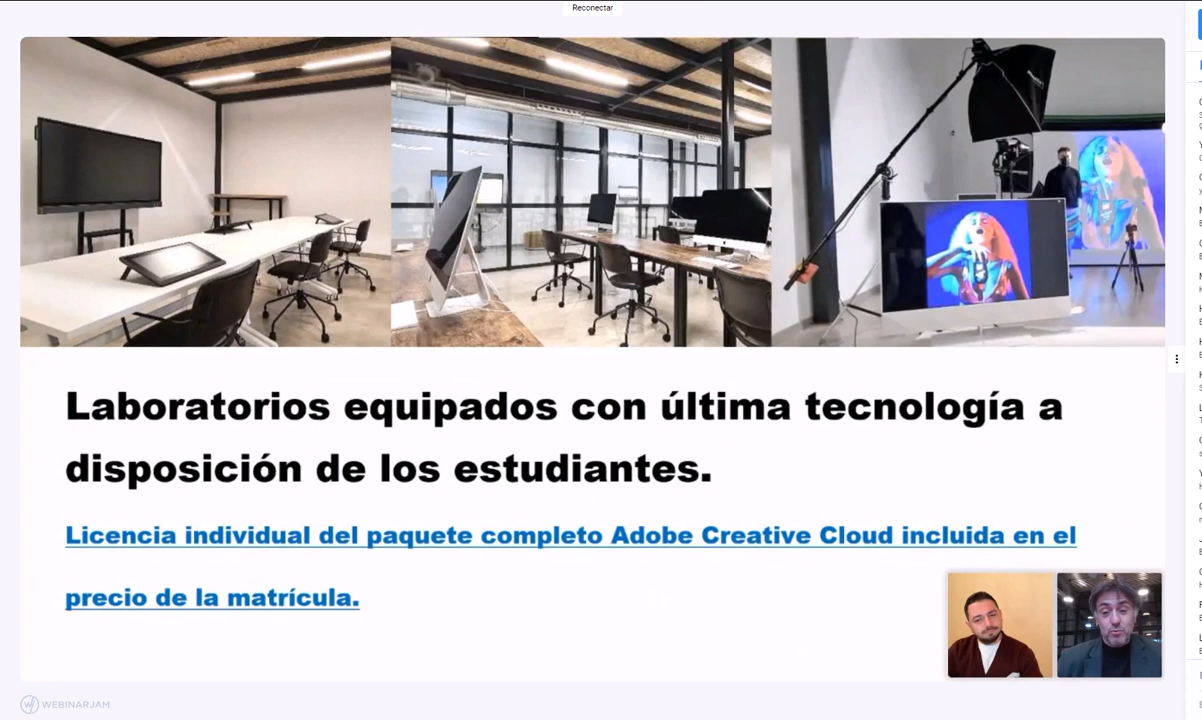 Reconectar
Laboratorios equipados con última tecnología a
disposición de los estudiantes.
Licencia individual del paquete completo Adobe Creative Cloud incluida en el
precio de la matrícula.
WEBINARJAM